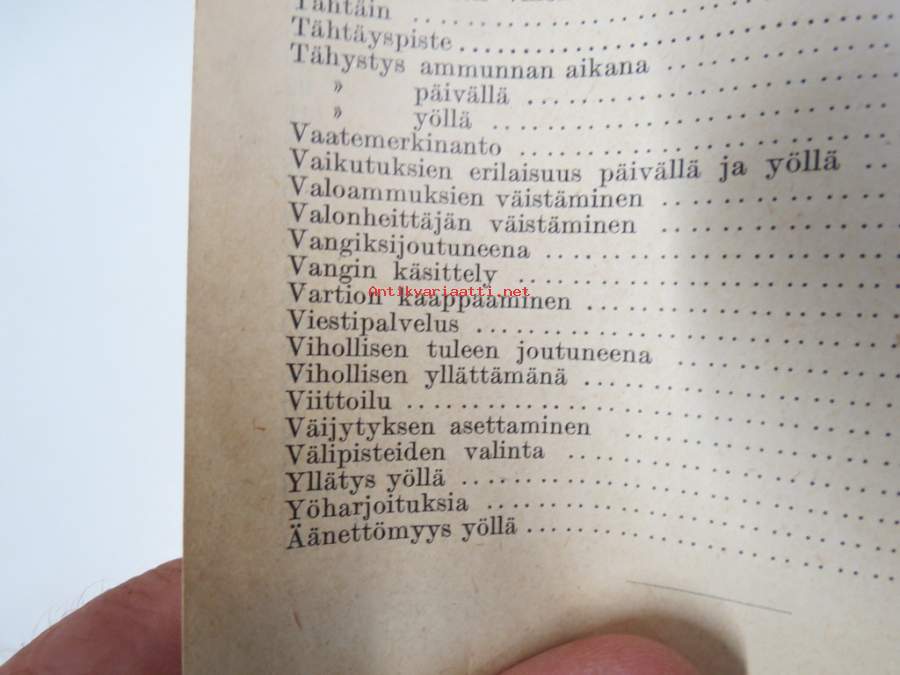 Tähtäin ........................
Tähtäyspiste ........................
Tähystys ammunnan aikana ................
» päivällä ........................
» yöllä ........................
Vaatemerkinanto ........................
Vaikutuksien erilaisuus päivällä ja yöllä ..
Valoammuksien väistäminen ................
Valonheittäjän väistäminen ................
Vangiksijoutuneena ........................
Vangin käsittely ........................
Antikvariaatti.net
Vartion kaappaaminen ....................
Viestipalvelus ........................
Vihollisen tuleen joutuneena ..............
Vihollisen yllättämänä ....................
Viittoilu ........................
Väijytyksen asettaminen ..................
Välipisteiden valinta ....................
Yllätys yöllä ........................
Yöharjoituksia ........................
Äänettömyys yöllä ........................